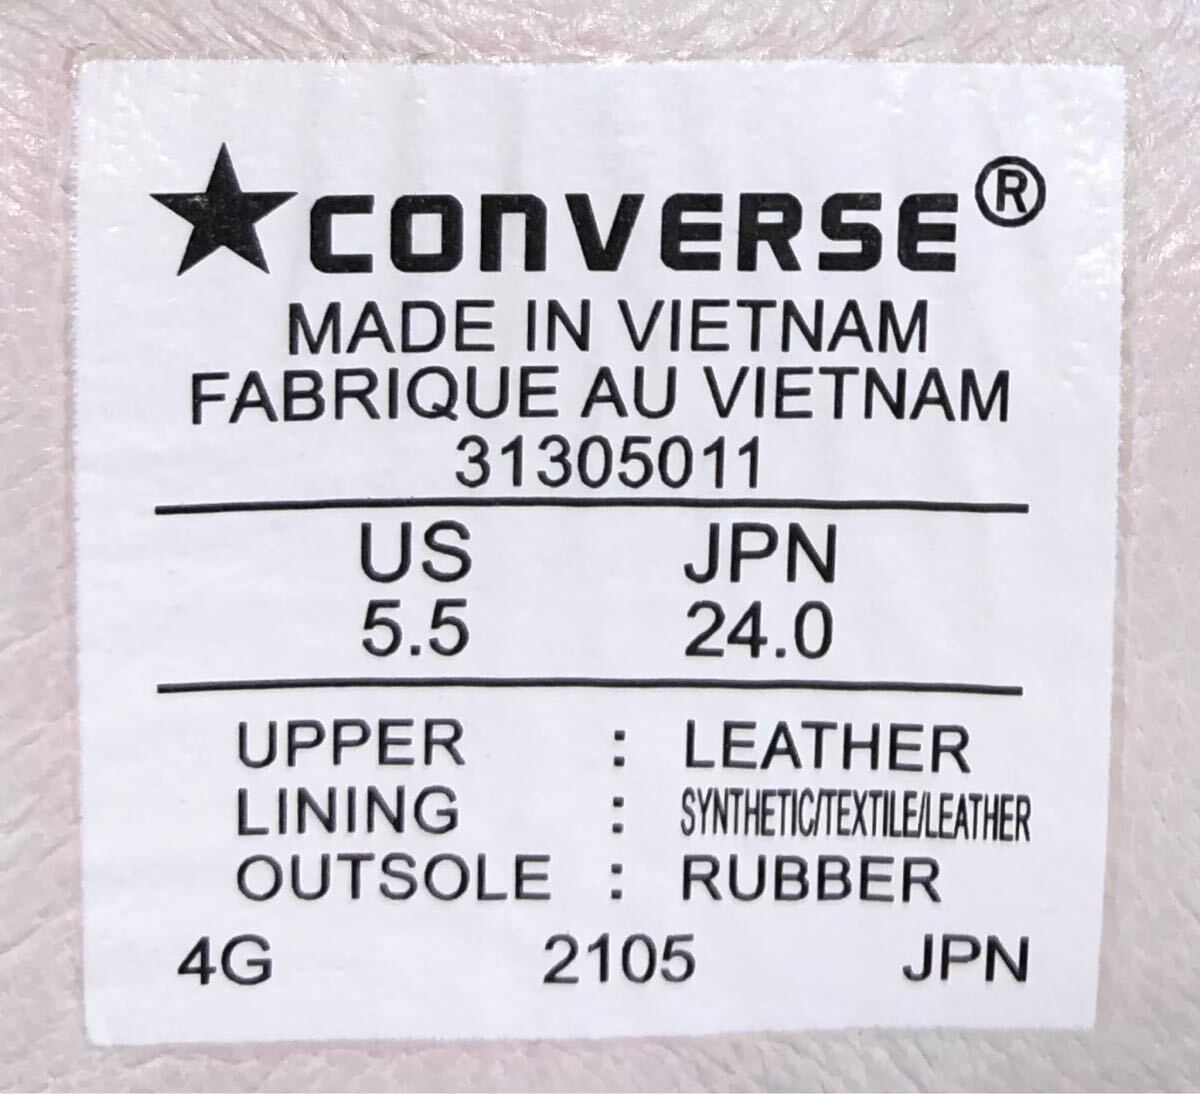 ★CONVERSE®
MADE IN VIETNAM
FABRIQUE AU VIETNAM
31305011
US JPN
5.5 24.0
UPPER : LEATHER
LINING : SYNTHETIC/TEXTILE/LEATHER
OUTSOLE : RUBBER
4G 2105 JPN